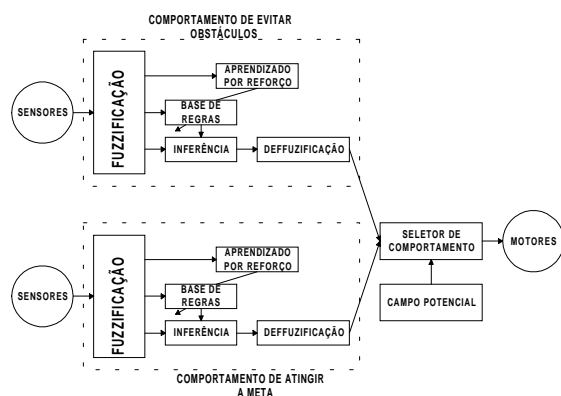 COMPORTAMENTO DE EVITAR
OBSTÁCULOS
SENSORES
FUZZIFICAÇÃO
APRENDIZADO
POR REFORÇO
BASE DE
REGRAS
INFERÊNCIA
DEFFUZIFICAÇÃO
SELETOR DE
COMPORTAMENTO
MOTORES
CAMPO POTENCIAL
SENSORES
FUZZIFICAÇÃO
APRENDIZADO
POR REFORÇO
BASE DE
REGRAS
INFERÊNCIA
DEFFUZIFICAÇÃO
COMPORTAMENTO DE ATINGIR
A META